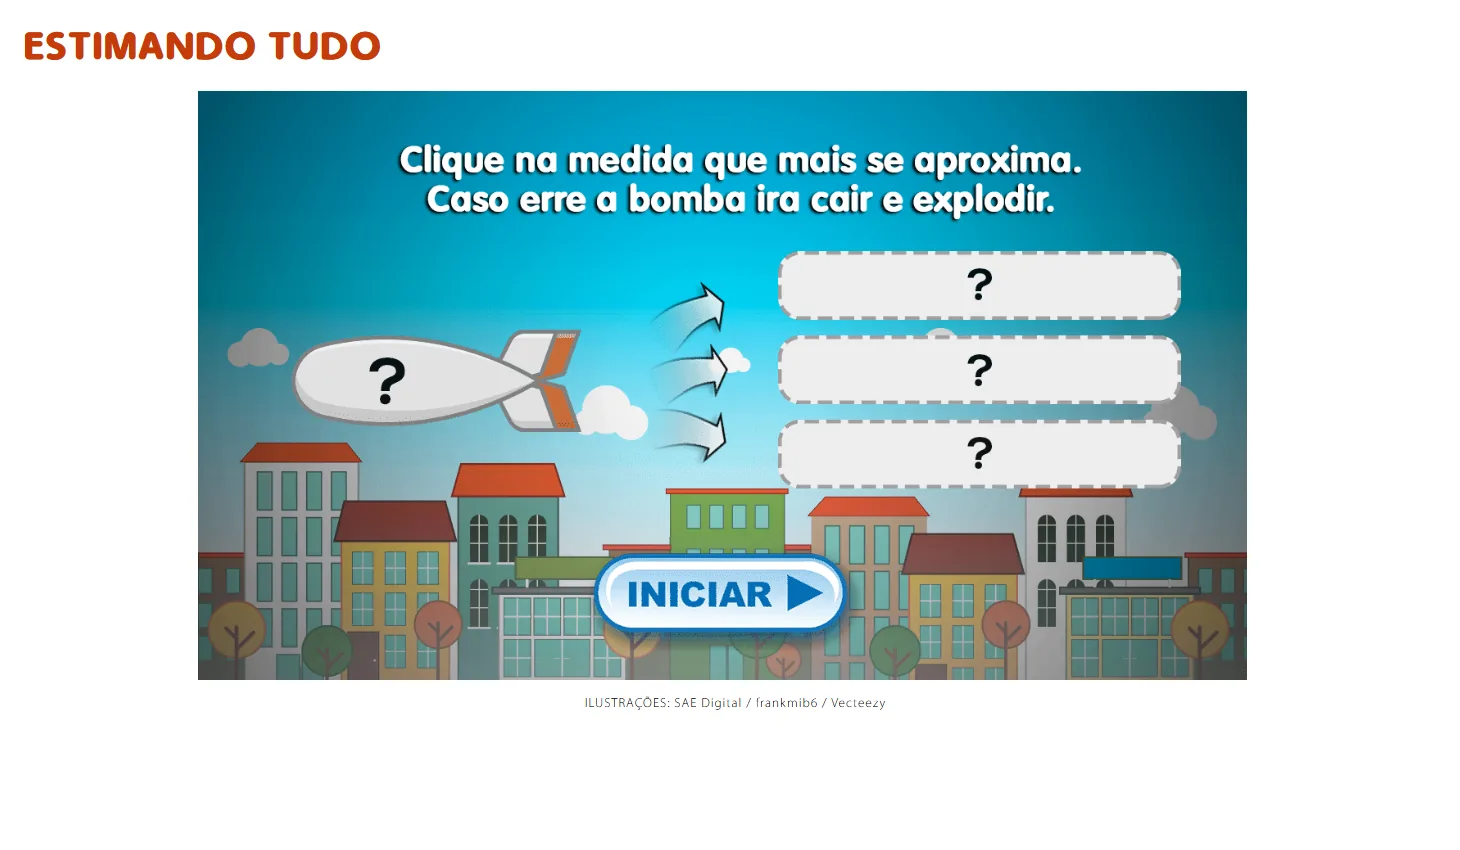 ESTIMANDO TUDO
Clique na medida que mais se aproxima.
Caso erre a bomba ira cair e explodir.
?
?
?
?
INICIAR
ILUSTRAÇÕES: SAE Digital / frankmib6 / Vecteezy